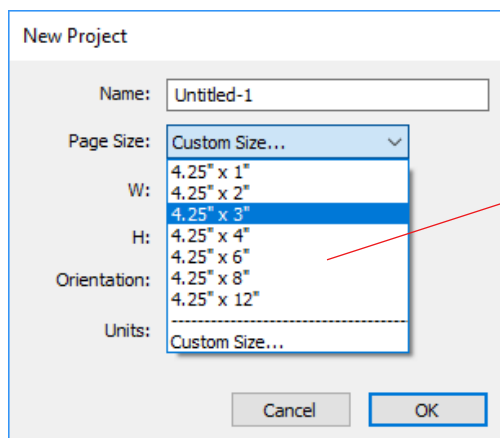 New Project
Name: Untitled-1
Page Size: Custom Size...
4.25" x 1"
W: 4.25" x 2"
4.25" x 3"
H: 4.25" x 4"
4.25" x 6"
Orientation: 4.25" x 8"
4.25" x 12"
Units:
Custom Size...
Cancel OK